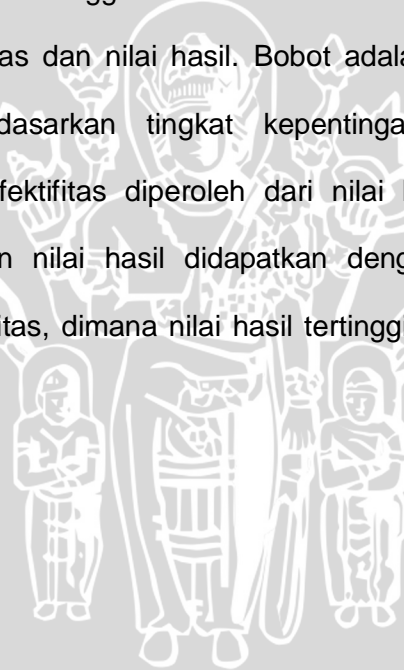 as dan nilai hasil. Bobot adala
dasarkan tingkat kepentinga
fektifitas diperoleh dari nilai
n nilai hasil didapatkan deng
itas, dimana nilai hasil tertinggi